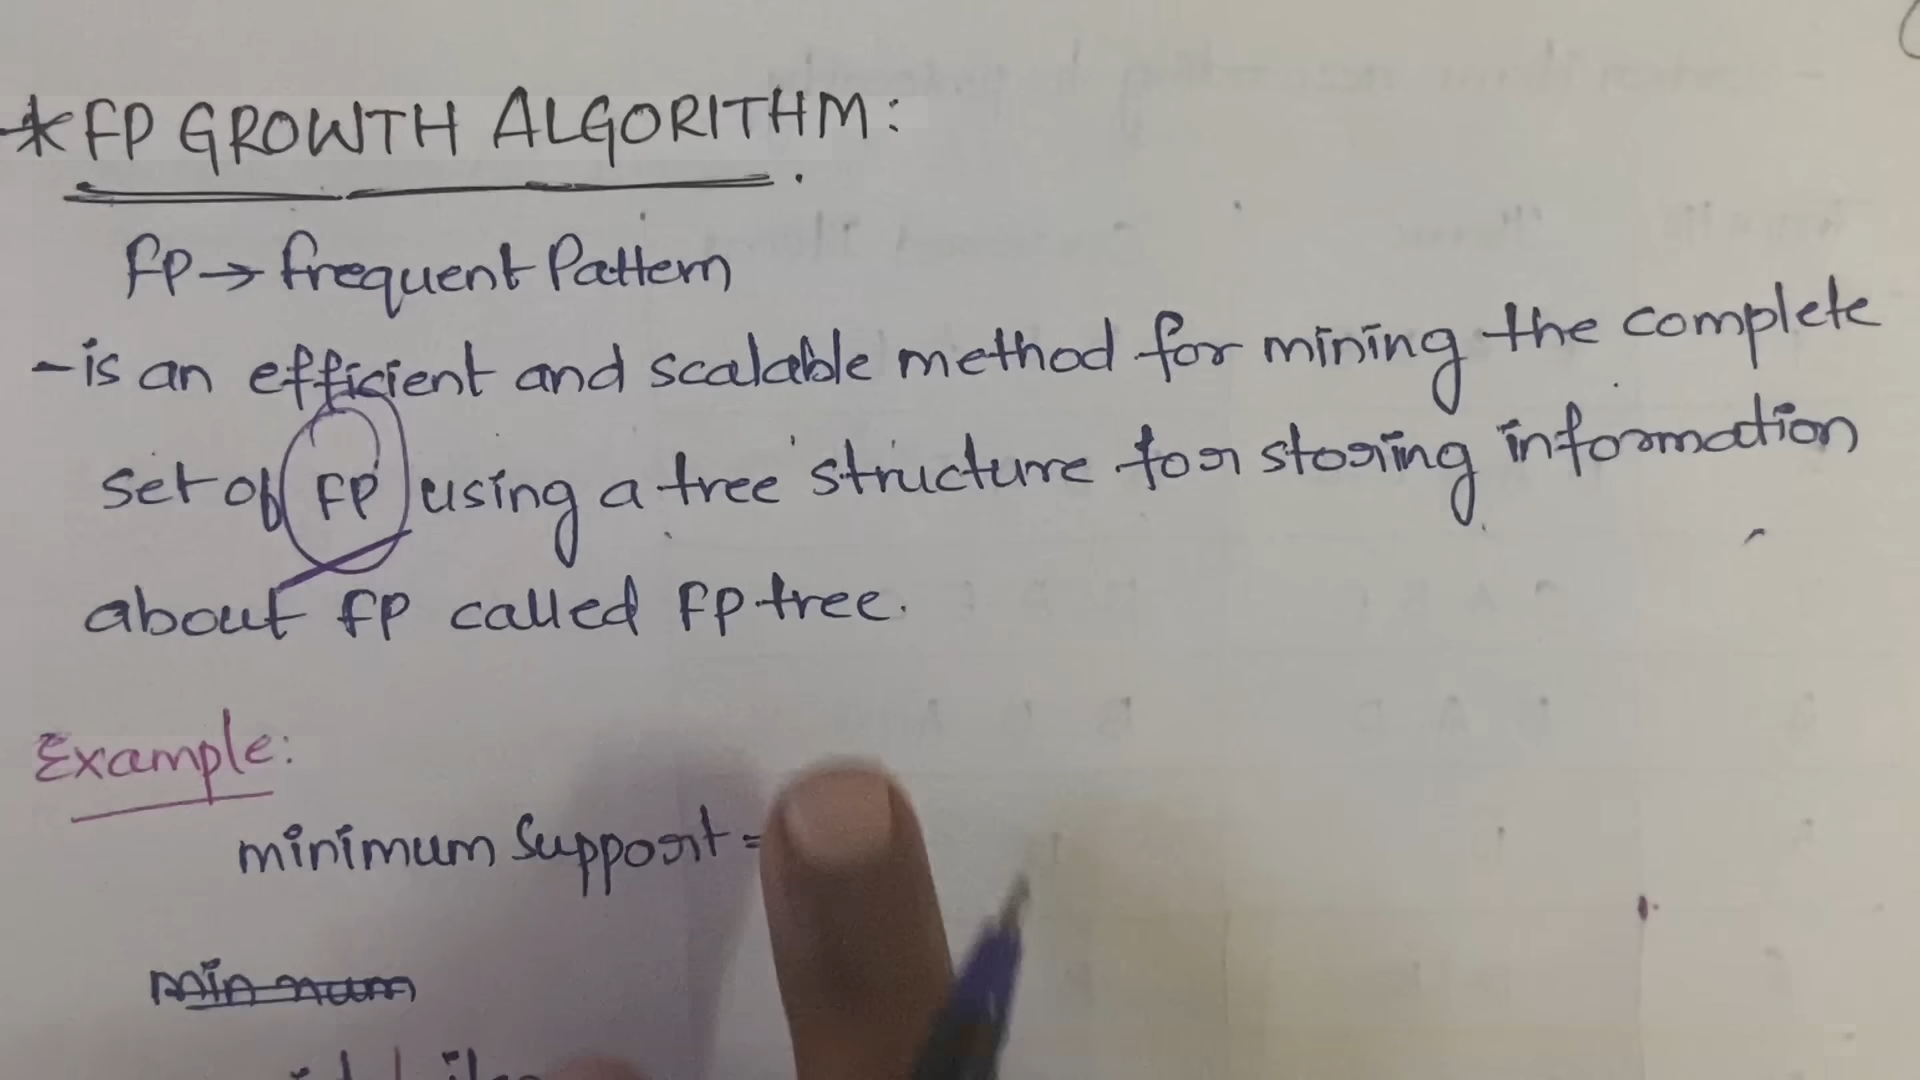 * FP GROWTH ALGORITHM:
FP → frequent Pattern
- is an efficient and scalable method for mining the complete
set of FP using a tree structure for storing information
about FP called FP tree.
Example:
minimum Support =